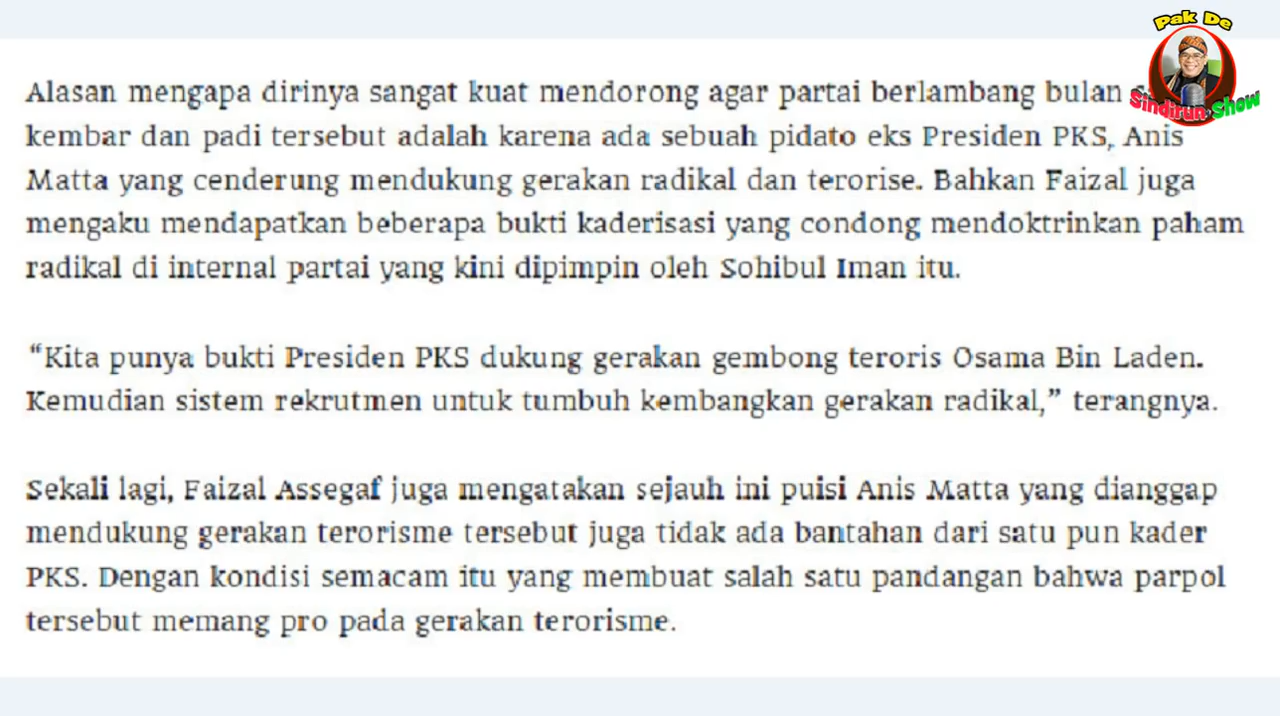 Pak De
Sindirun Show
Alasan mengapa dirinya sangat kuat mendorong agar partai berlambang bulan
kembar dan padi tersebut adalah karena ada sebuah pidato eks Presiden PKS, Anis
Matta yang cenderung mendukung gerakan radikal dan terorise. Bahkan Faizal juga
mengaku mendapatkan beberapa bukti kaderisasi yang condong mendoktrinkan paham
radikal di internal partai yang kini dipimpin oleh Sohibul Iman itu.
“Kita punya bukti Presiden PKS dukung gerakan gembong teroris Osama Bin Laden.
Kemudian sistem rekrutmen untuk tumbuh kembangkan gerakan radikal,” terangnya.
Sekali lagi, Faizal Assegaf juga mengatakan sejauh ini puisi Anis Matta yang dianggap
mendukung gerakan terorisme tersebut juga tidak ada bantahan dari satu pun kader
PKS. Dengan kondisi semacam itu yang membuat salah satu pandangan bahwa parpol
tersebut memang pro pada gerakan terorisme.